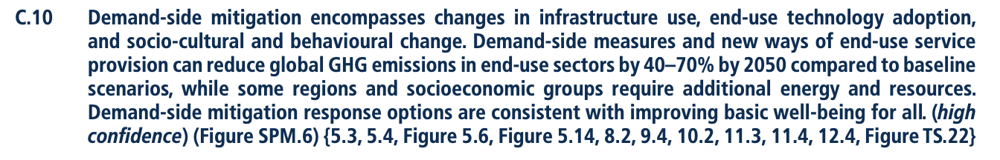 C.10 Demand-side mitigation encompasses changes in infrastructure use, end-use technology adoption,
and socio-cultural and behavioural change. Demand-side measures and new ways of end-use service
provision can reduce global GHG emissions in end-use sectors by 40–70% by 2050 compared to baseline
scenarios, while some regions and socioeconomic groups require additional energy and resources.
Demand-side mitigation response options are consistent with improving basic well-being for all. (high
confidence) (Figure SPM.6) {5.3, 5.4, Figure 5.6, Figure 5.14, 8.2, 9.4, 10.2, 11.3, 11.4, 12.4, Figure TS.22}